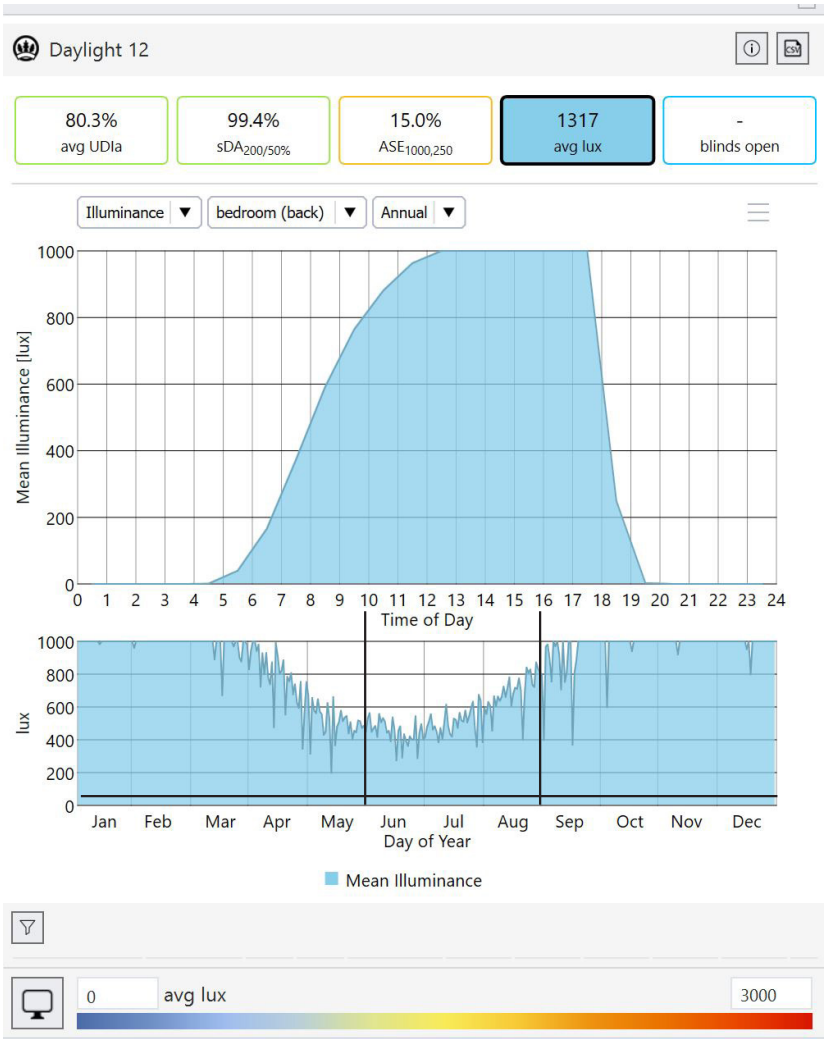 Daylight 12
CSV
80.3% 99.4% 15.0% 1317 -
avg UDIa sDA200/50% ASE1000,250 avg lux blinds open
Illuminance ▼ bedroom (back) ▼ Annual ▼
Mean Illuminance [lux]
1000
800
600
400
200
0
0 1 2 3 4 5 6 7 8 9 10 11 12 13 14 15 16 17 18 19 20 21 22 23 24
Time of Day
lux
1000
800
600
400
200
0
Jan Feb Mar Apr May Jun Jul Aug Sep Oct Nov Dec
Day of Year
Mean Illuminance
0 avg lux 3000